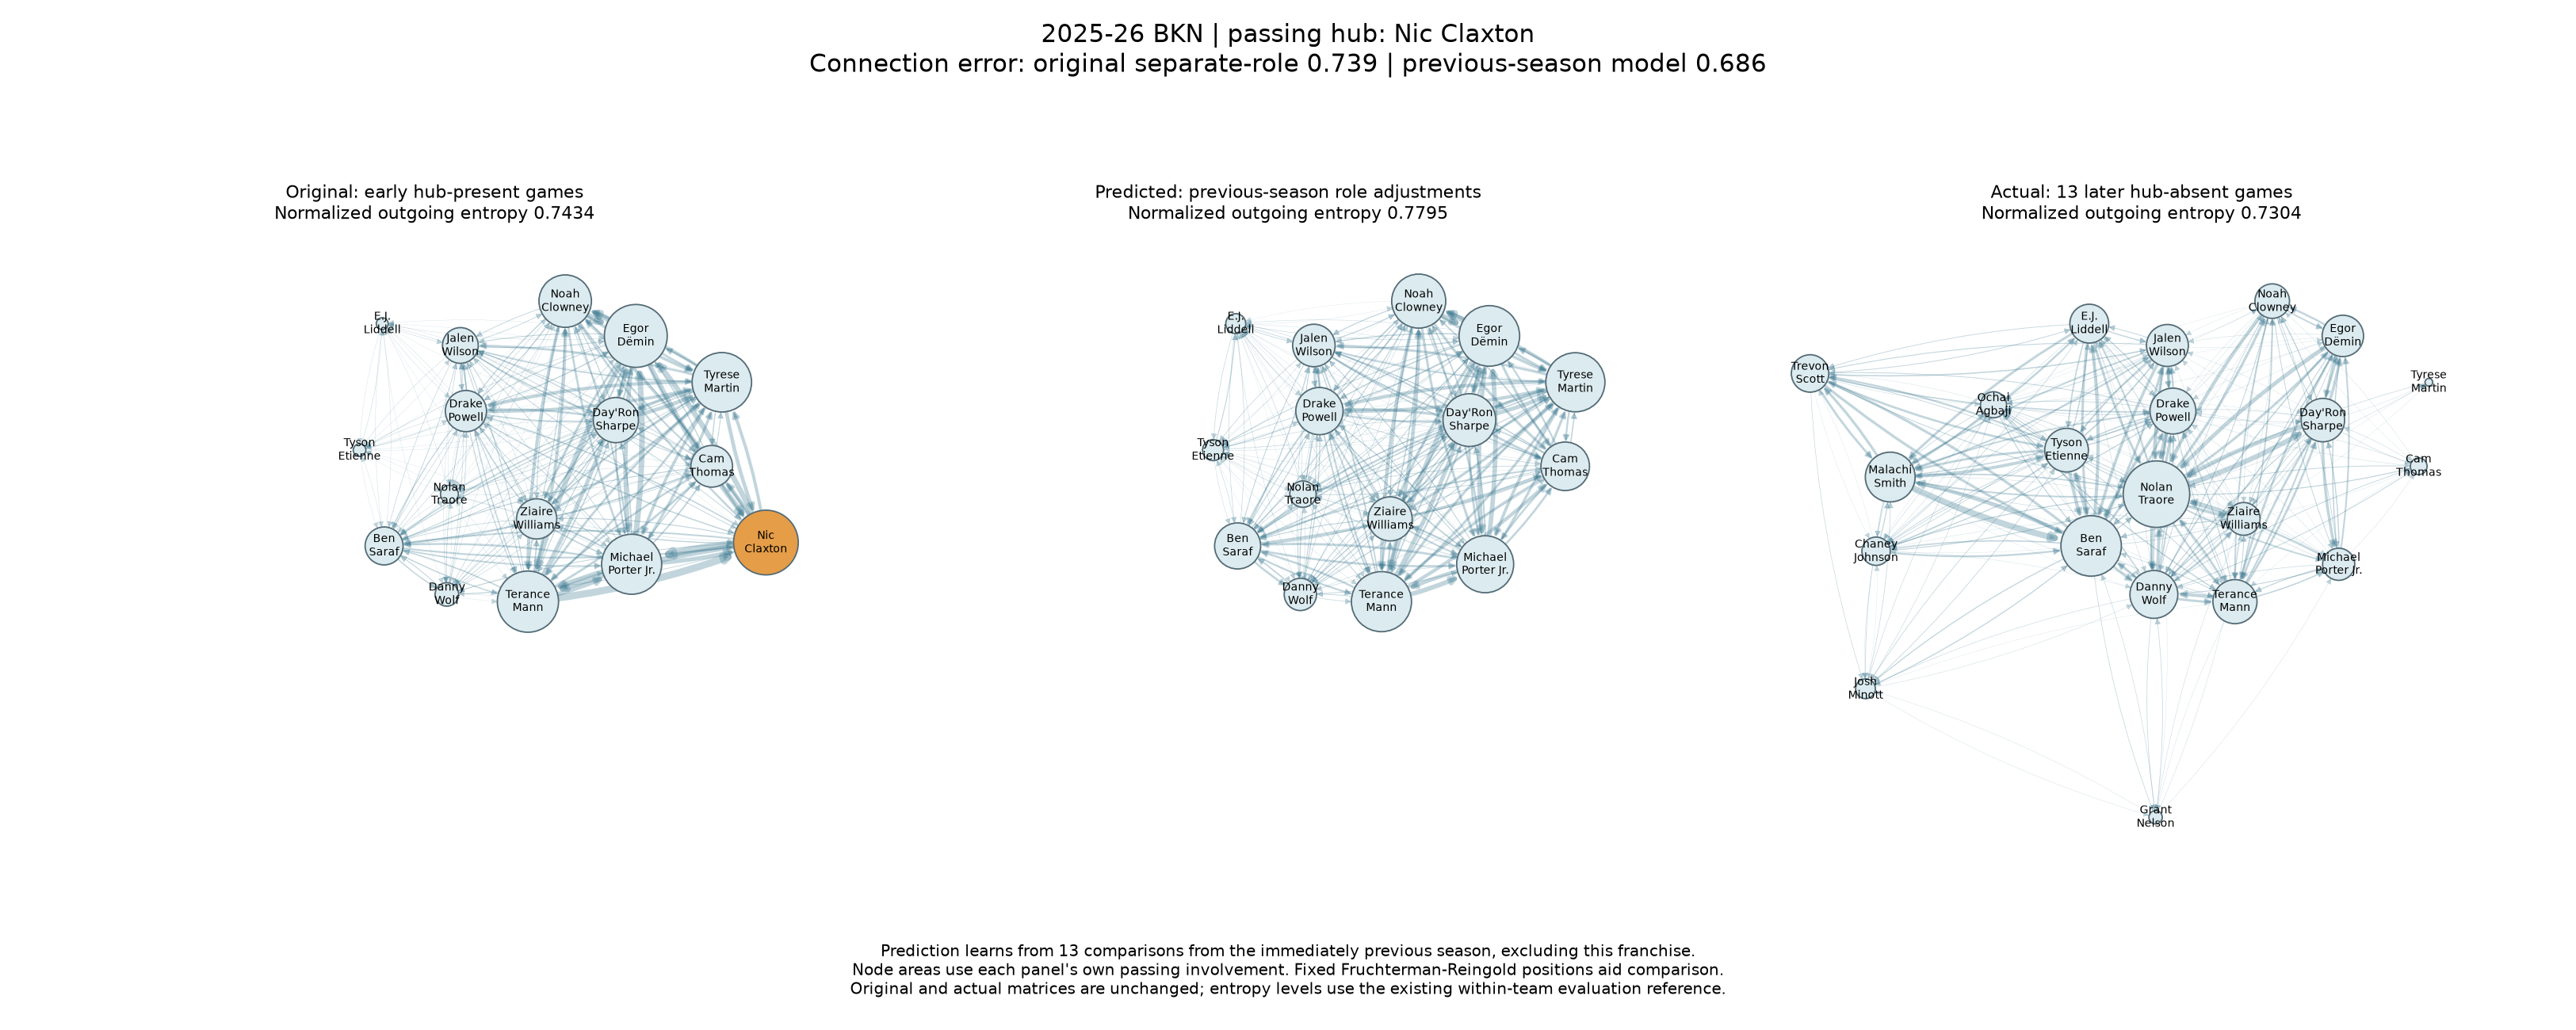 2025-26 BKN | passing hub: Nic Claxton
Connection error: original separate-role 0.739 | previous-season model 0.686
Original: early hub-present games
Normalized outgoing entropy 0.7434
Noah
Clowney
E.J.
Liddell
Egor
Dëmin
Jalen
Wilson
Tyrese
Martin
Drake
Powell
Day'Ron
Sharpe
Tyson
Etienne
Cam
Thomas
Nolan
Traore
Ziaire
Williams
Ben
Saraf
Nic
Claxton
Michael
Porter Jr.
Danny
Wolf
Terance
Mann
Predicted: previous-season role adjustments
Normalized outgoing entropy 0.7795
Noah
Clowney
E.J.
Liddell
Egor
Dëmin
Jalen
Wilson
Tyrese
Martin
Drake
Powell
Day'Ron
Sharpe
Tyson
Etienne
Cam
Thomas
Nolan
Traore
Ziaire
Williams
Ben
Saraf
Michael
Porter Jr.
Danny
Wolf
Terance
Mann
Actual: 13 later hub-absent games
Normalized outgoing entropy 0.7304
Noah
Clowney
E.J.
Liddell
Egor
Dëmin
Jalen
Wilson
Trevon
Scott
Tyrese
Martin
Ochai
Agbaji
Drake
Powell
Day'Ron
Sharpe
Tyson
Etienne
Cam
Thomas
Malachi
Smith
Nolan
Traore
Ziaire
Williams
Ben
Saraf
Chaney
Johnson
Michael
Porter Jr.
Danny
Wolf
Terance
Mann
Josh
Minott
Grant
Nelson
Prediction learns from 13 comparisons from the immediately previous season, excluding this franchise.
Node areas use each panel's own passing involvement. Fixed Fruchterman-Reingold positions aid comparison.
Original and actual matrices are unchanged; entropy levels use the existing within-team evaluation reference.